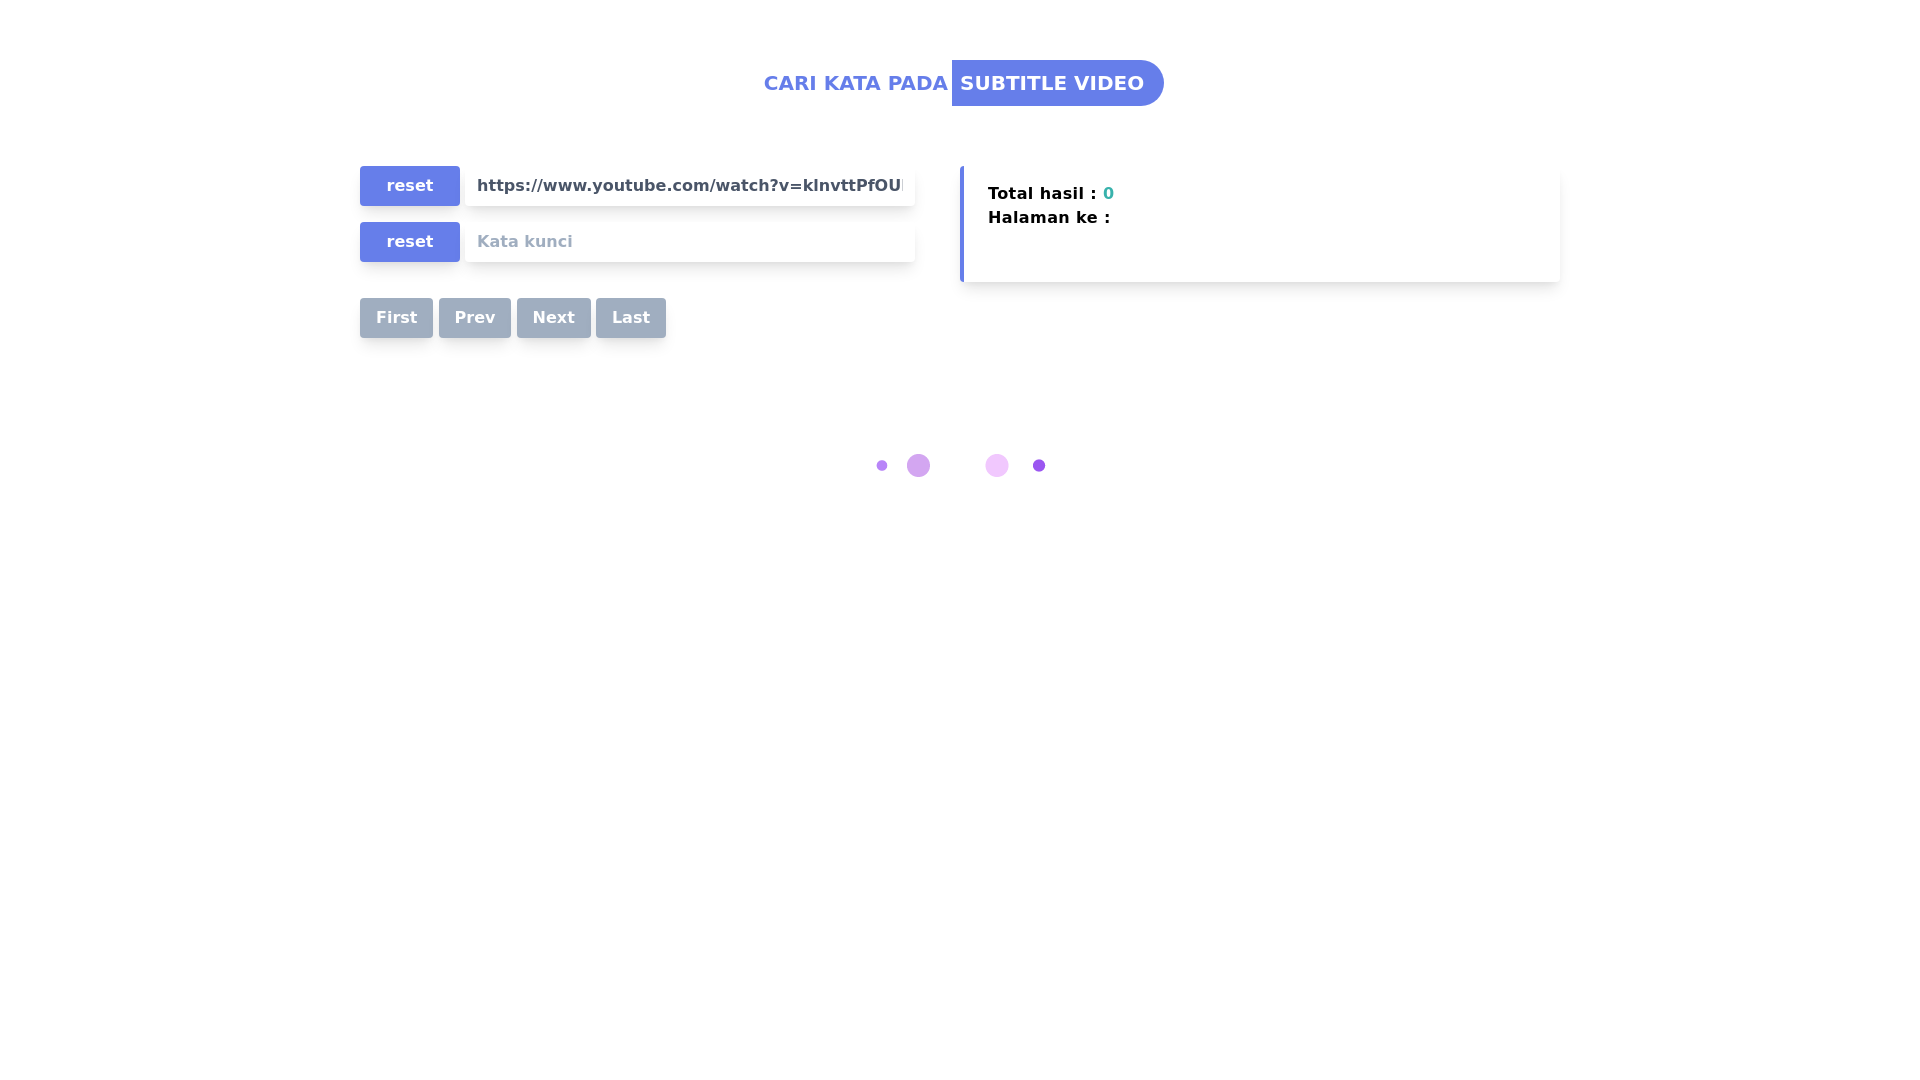 CARI KATA PADA SUBTITLE VIDEO
reset
https://www.youtube.com/watch?v=klnvttPfOU
reset
Kata kunci
First Prev Next Last
Total hasil : 0
Halaman ke :